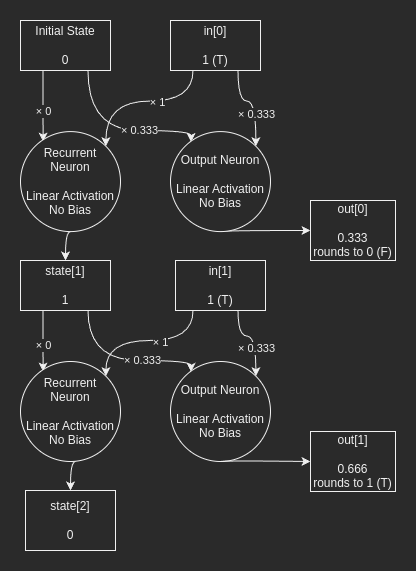 Initial State
0
in[0]
1 (T)
× 0
× 1
× 0.333
× 0.333
Recurrent
Neuron
Linear Activation
No Bias
Output Neuron
Linear Activation
No Bias
out[0]
0.333
rounds to 0 (F)
state[1]
1
in[1]
1 (T)
× 0
× 1
× 0.333
× 0.333
Recurrent
Neuron
Linear Activation
No Bias
Output Neuron
Linear Activation
No Bias
out[1]
0.666
rounds to 1 (T)
state[2]
0